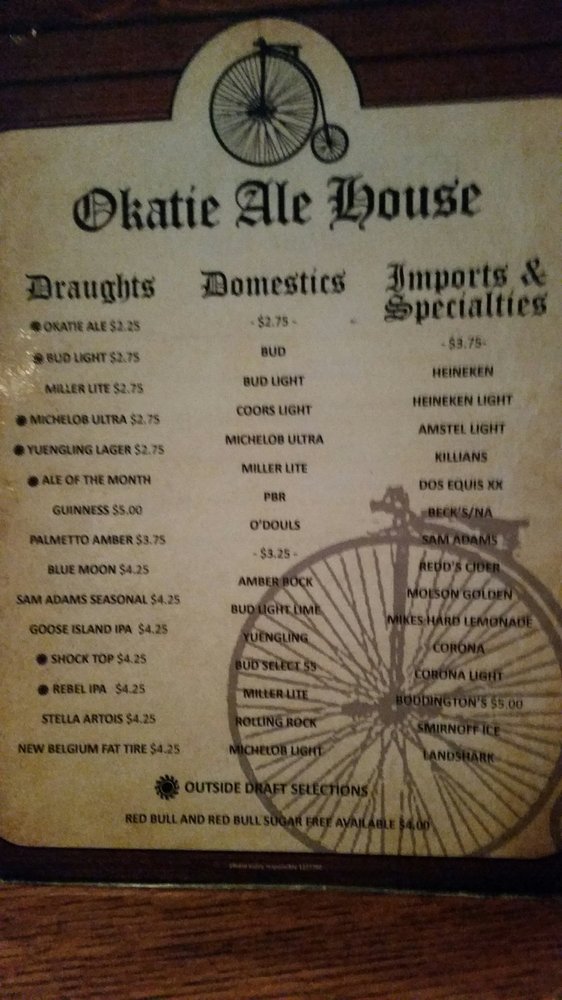 Okatie Ale House
Draughts
OKATIE ALE $2.25
BUD LIGHT $2.75
MILLER LITE $2.75
MICHELOB ULTRA $2.75
YUENGLING LAGER $2.75
ALE OF THE MONTH
GUINNESS $5.00
PALMETTO AMBER $3.75
BLUE MOON $4.25
SAM ADAMS SEASONAL $4.25
GOOSE ISLAND IPA $4.25
SHOCK TOP $4.25
REBEL IPA $4.25
STELLA ARTOIS $4.25
NEW BELGIUM FAT TIRE $4.25
Domestics
- $2.75 -
BUD
BUD LIGHT
COORS LIGHT
MICHELOB ULTRA
MILLER LITE
PBR
O'DOULS
- $3.25 -
AMBER BOCK
BUD LIGHT LIME
YUENGLING
BUD SELECT 55
MILLER LITE
ROLLING ROCK
MICHELOB LIGHT
Imports &
Specialties
- $3.75-
HEINEKEN
HEINEKEN LIGHT
AMSTEL LIGHT
KILLIANS
DOS EQUIS XX
BECK'S/NA
SAM ADAMS
REDD'S CIDER
MOLSON GOLDEN
MIKES HARD LEMONADE
CORONA
CORONA LIGHT
BODDINGTON'S $5.00
SMIRNOFF ICE
LANDSHARK
OUTSIDE DRAFT SELECTIONS
RED BULL AND RED BULL SUGAR FREE AVAILABLE $4.00